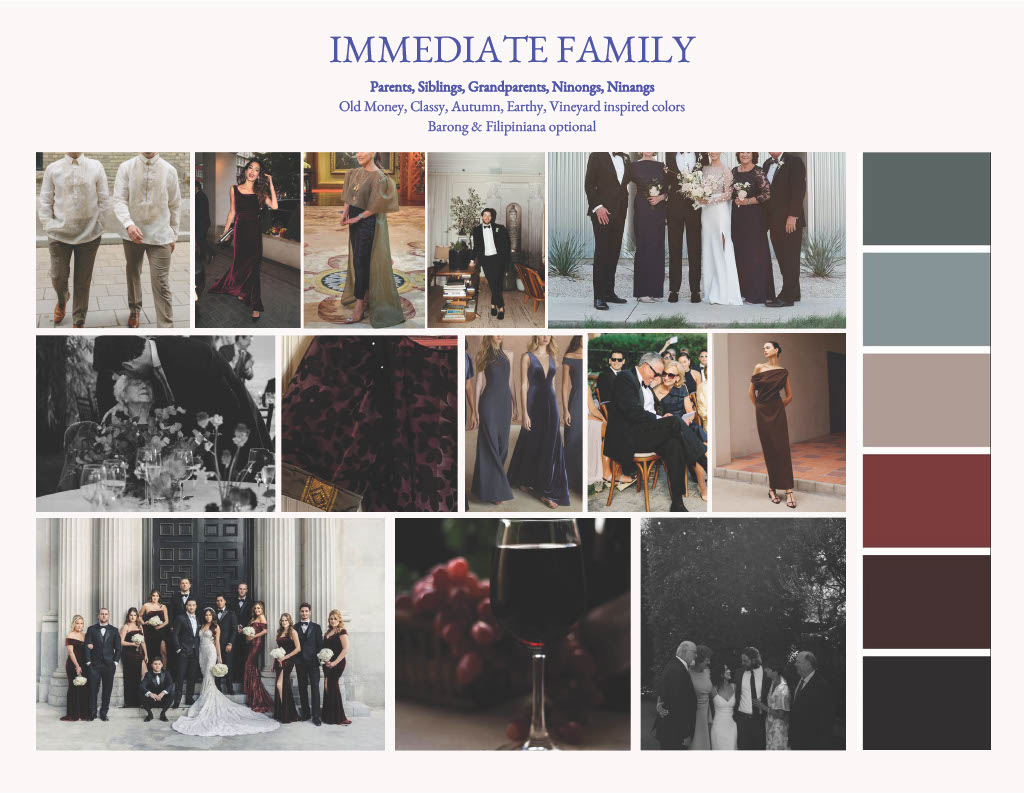 IMMEDIATE FAMILY
Parents, Siblings, Grandparents, Ninongs, Ninangs
Old Money, Classy, Autumn, Earthy, Vineyard inspired colors
Barong & Filipiniana optional